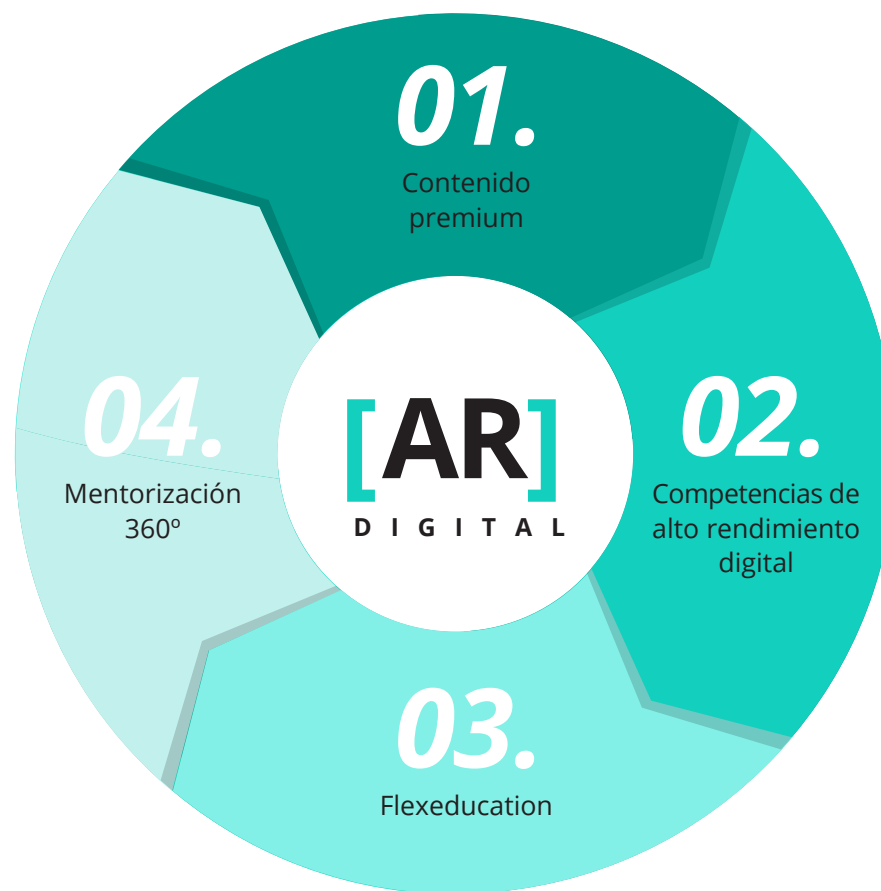 01.
Contenido
premium
02.
Competencias de
alto rendimiento
digital
03.
Flexeducation
04.
Mentorización
360º
[AR]
DIGITAL